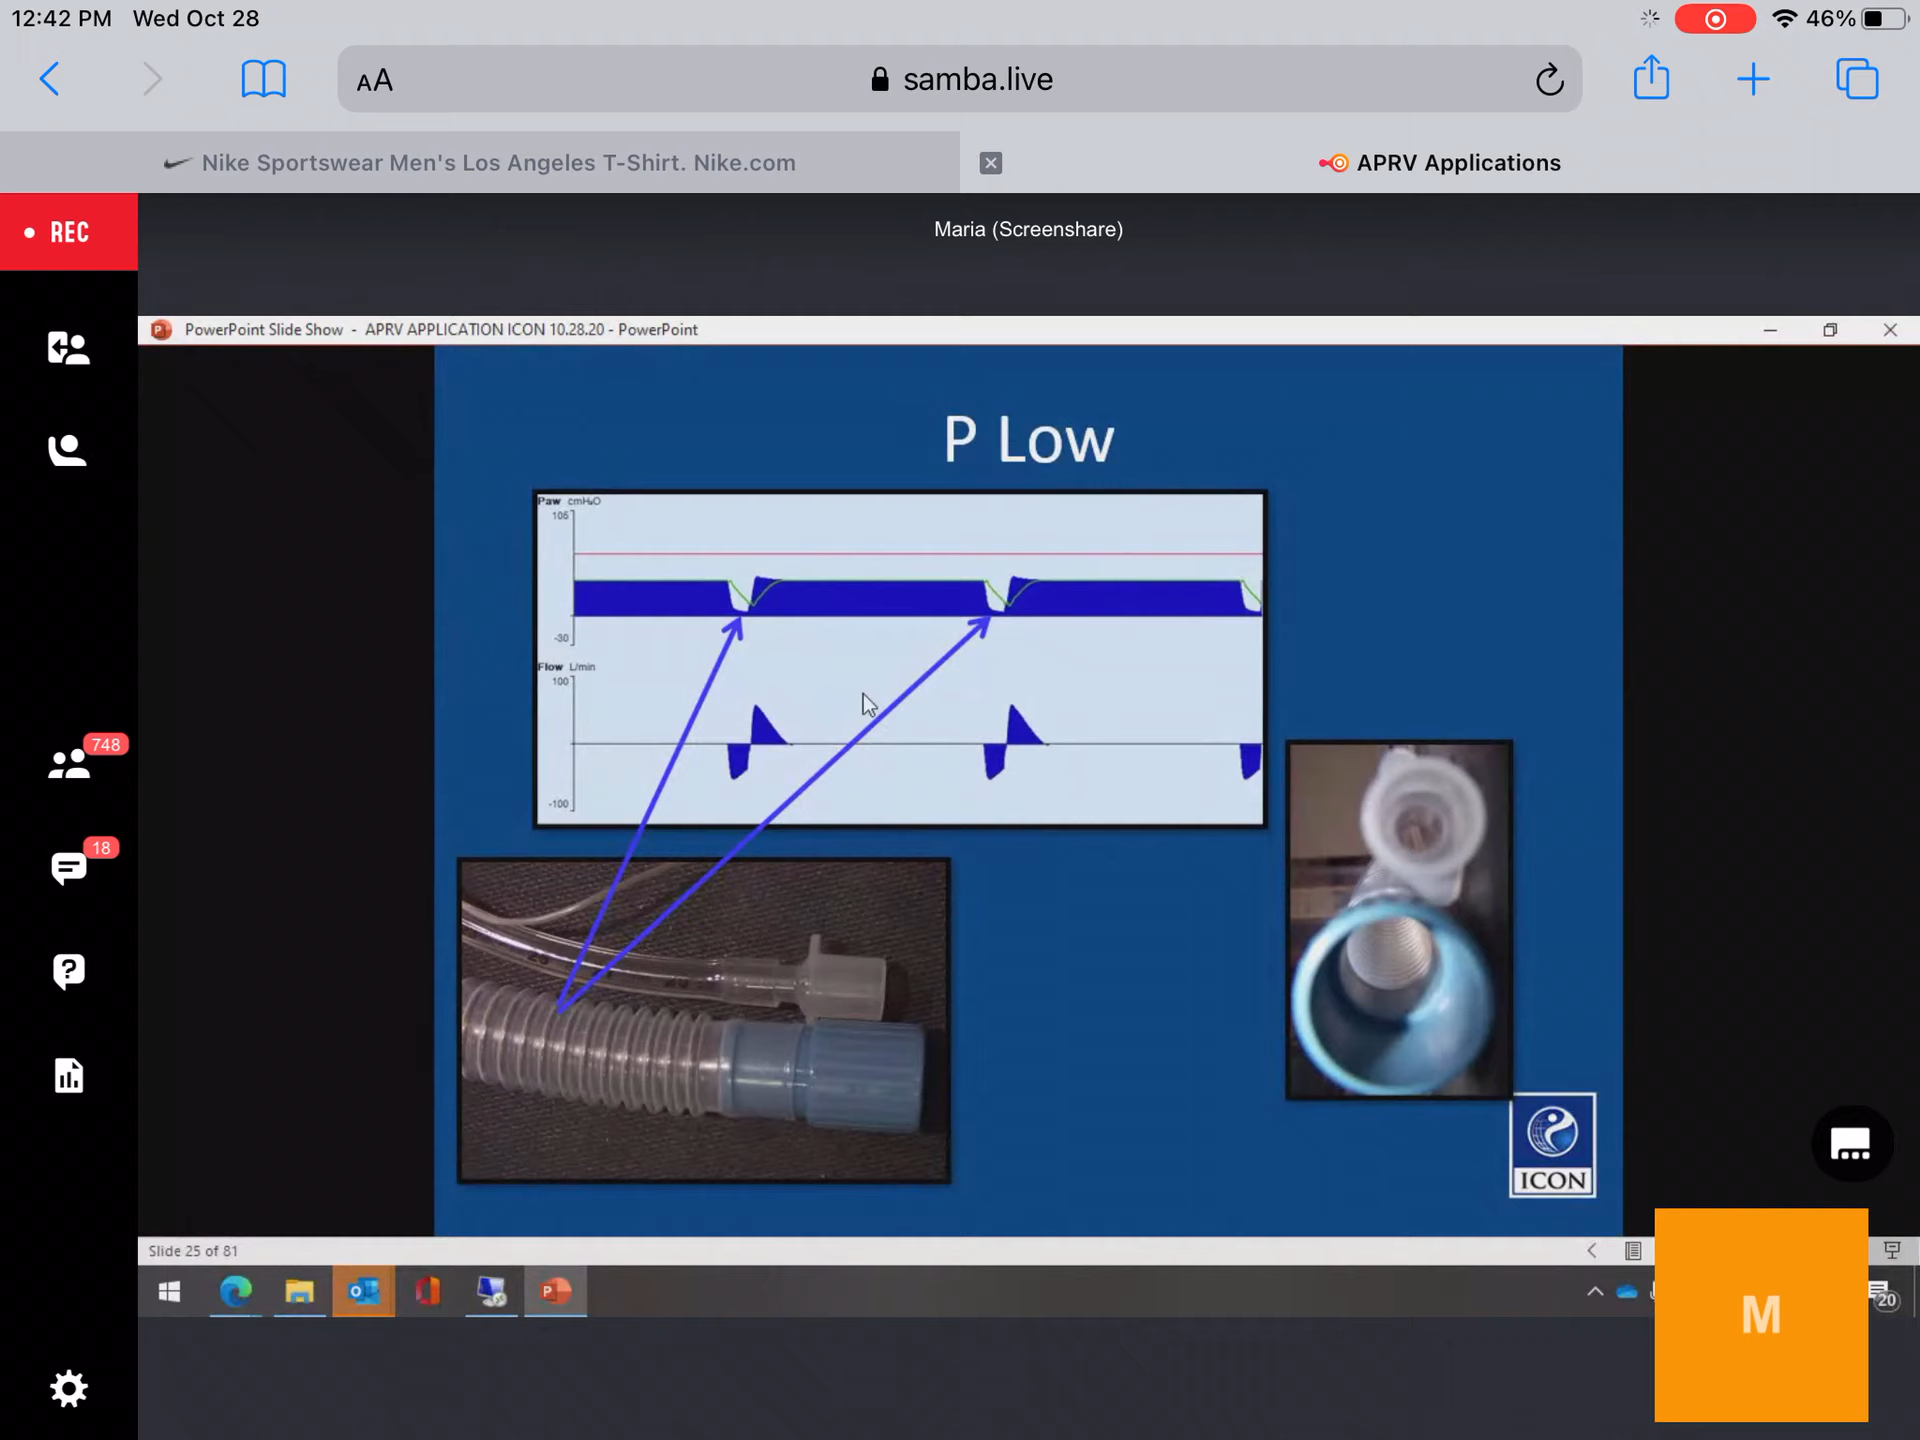 12:42 PM Wed Oct 28
46%
AA
samba.live
Nike Sportswear Men's Los Angeles T-Shirt. Nike.com
APRV Applications
REC
Maria (Screenshare)
PowerPoint Slide Show - APRV APPLICATION ICON 10.28.20 - PowerPoint
P Low
Paw cmH₂O
105
-30
Flow L/min
100
-100
748
18
ICON
Slide 25 of 81
20
M